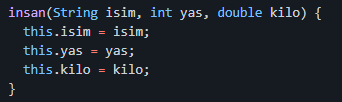 insan(String isim, int yas, double kilo) {
  this.isim = isim;
  this.yas = yas;
  this.kilo = kilo;
}